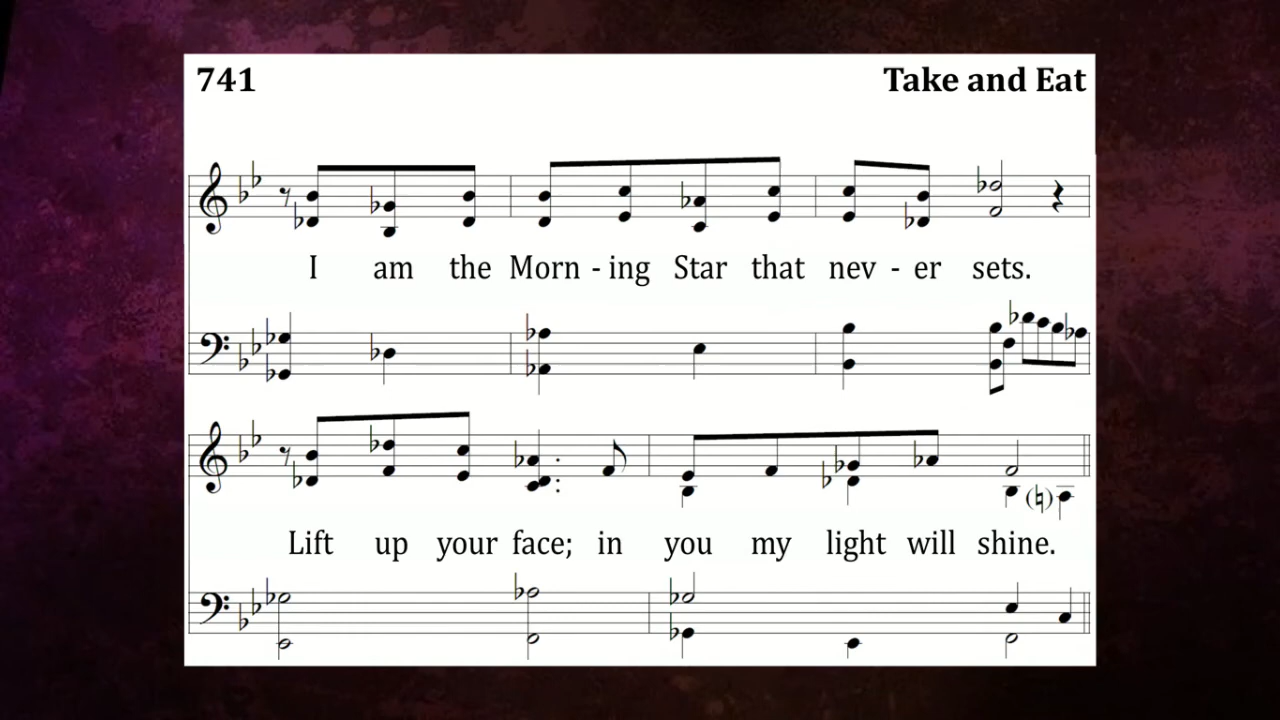 741 Take and Eat
I am the Morn - ing Star that nev - er sets.
Lift up your face; in you my light will shine.